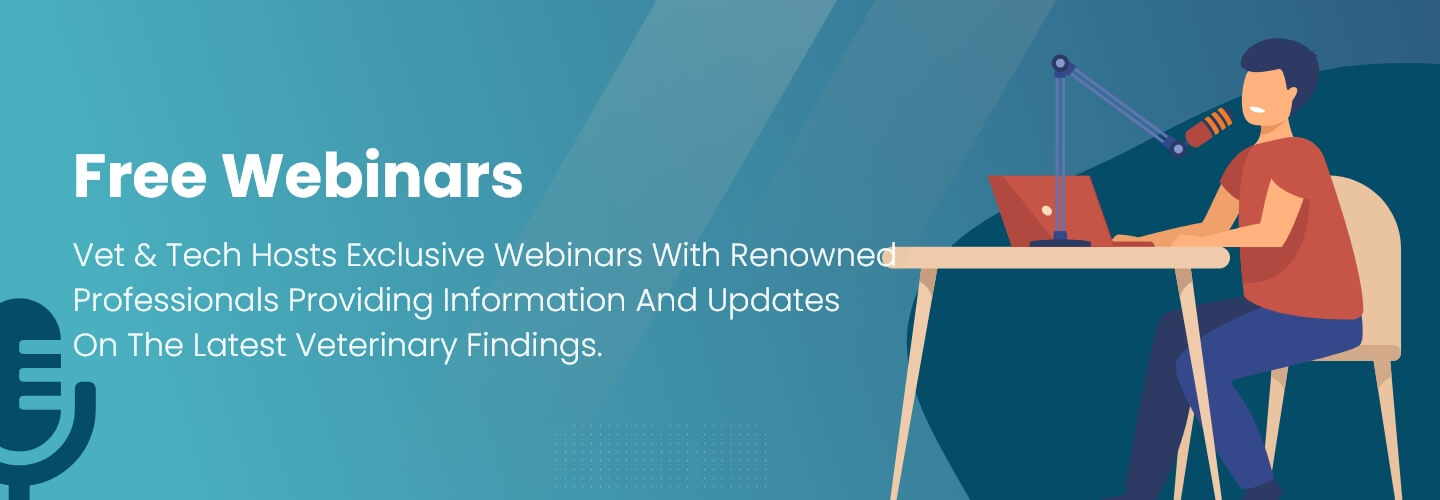 Free Webinars
Vet & Tech Hosts Exclusive Webinars With Renowned
Professionals Providing Information And Updates
On The Latest Veterinary Findings.